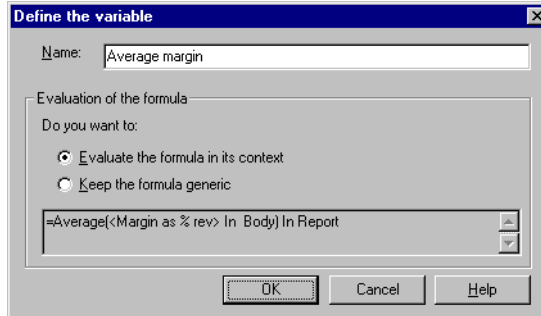 Define the variable
Name: Average margin
Evaluation of the formula
Do you want to:
Evaluate the formula in its context
Keep the formula generic
=Average(<Margin as % rev> In  Body) In Report
OK Cancel Help